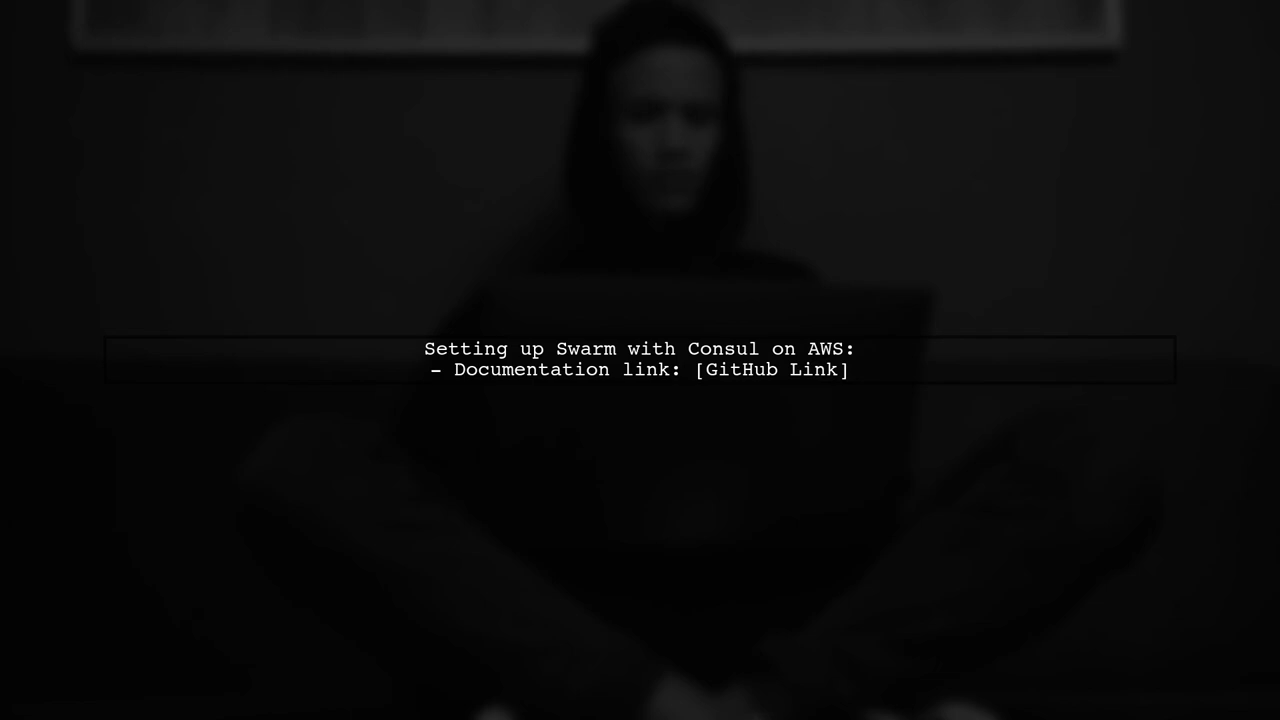 Setting up Swarm with Consul on AWS:
- Documentation link: [GitHub Link]